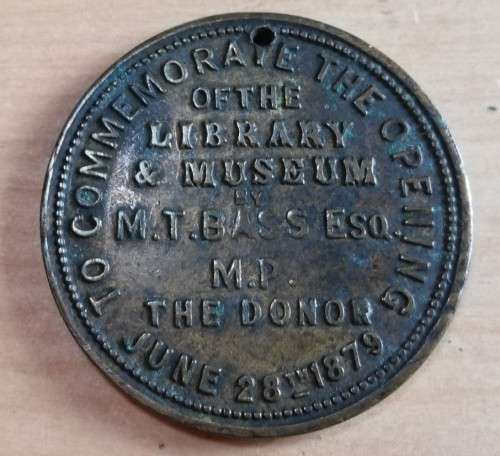 TO COMMEMORATE THE OPENING
OF THE
LIBRARY
& MUSEUM
BY
M.T. BASS ESQ.
M.P.
THE DONOR
JUNE 28TH 1879